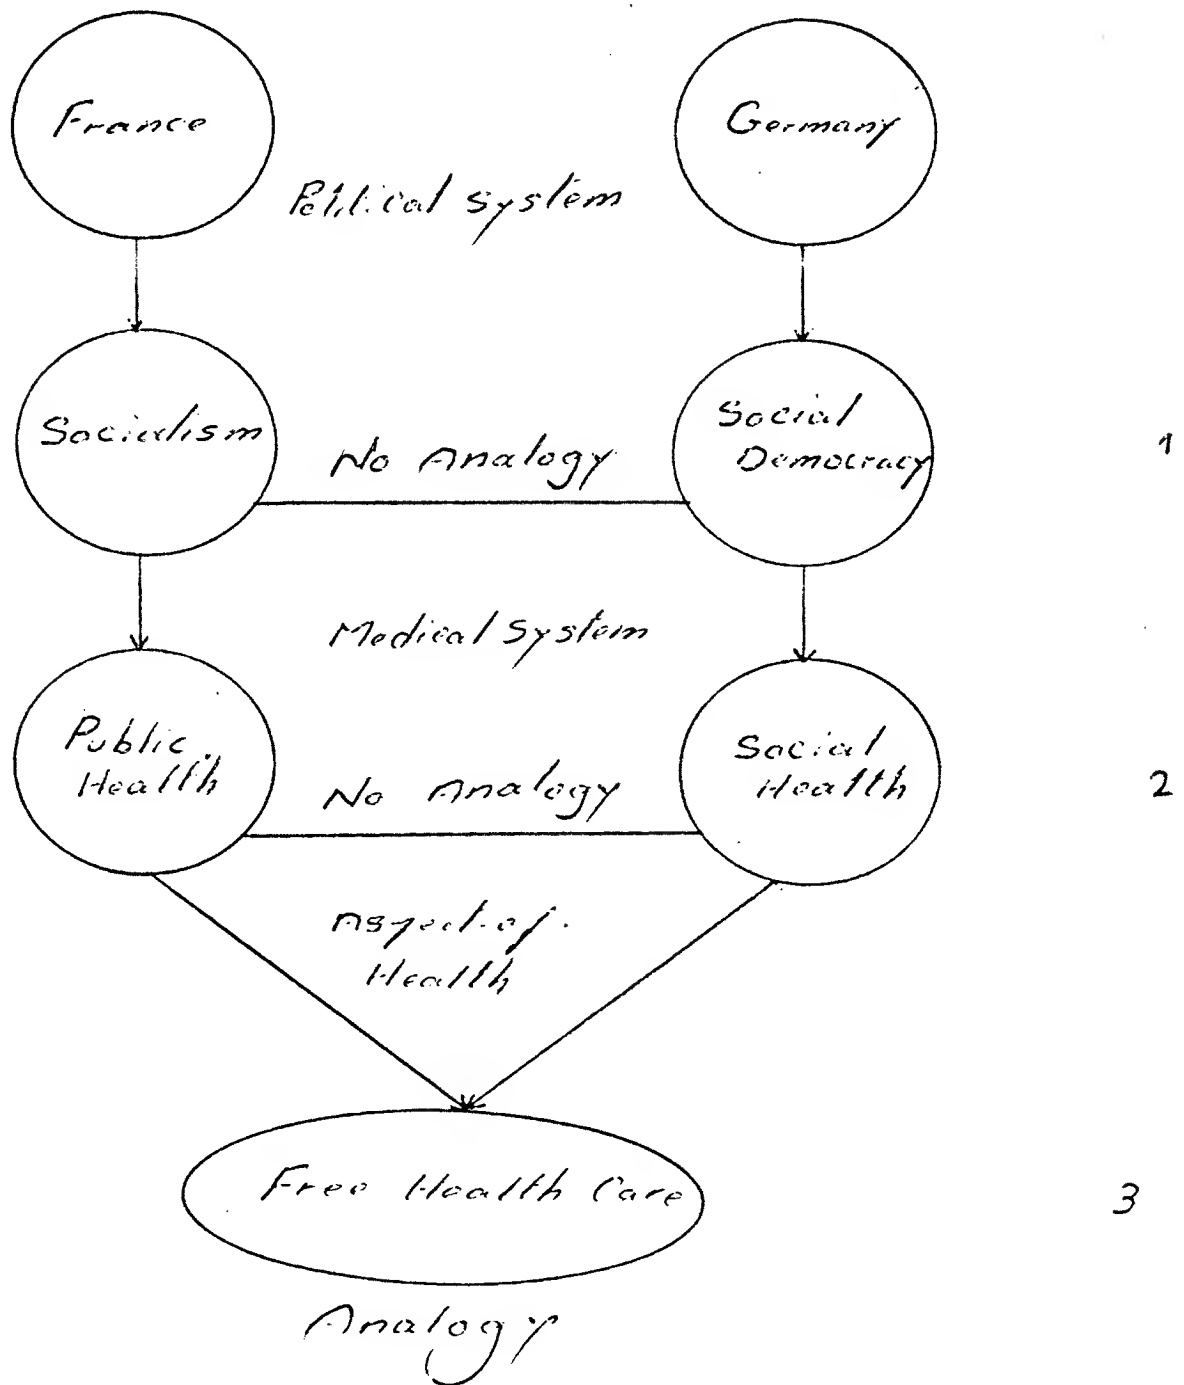 France
Germany
Political System
Socialism
Social
Democracy
No Analogy
1
Medical System
Public
Health
Social
Health
No Analogy
2
Aspect of
Health
Free Health Care
3
Analogy